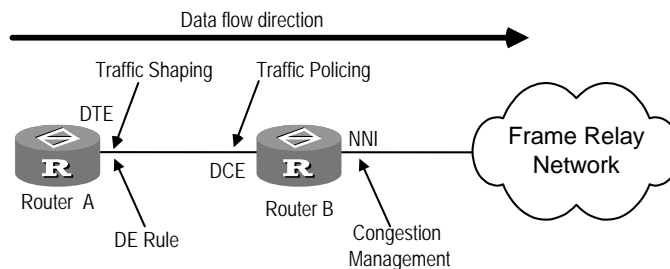 Data flow direction
Traffic Shaping
Traffic Policing
DTE
R
Router A
DE Rule
DCE
R
Router B
NNI
Congestion
Management
Frame Relay
Network